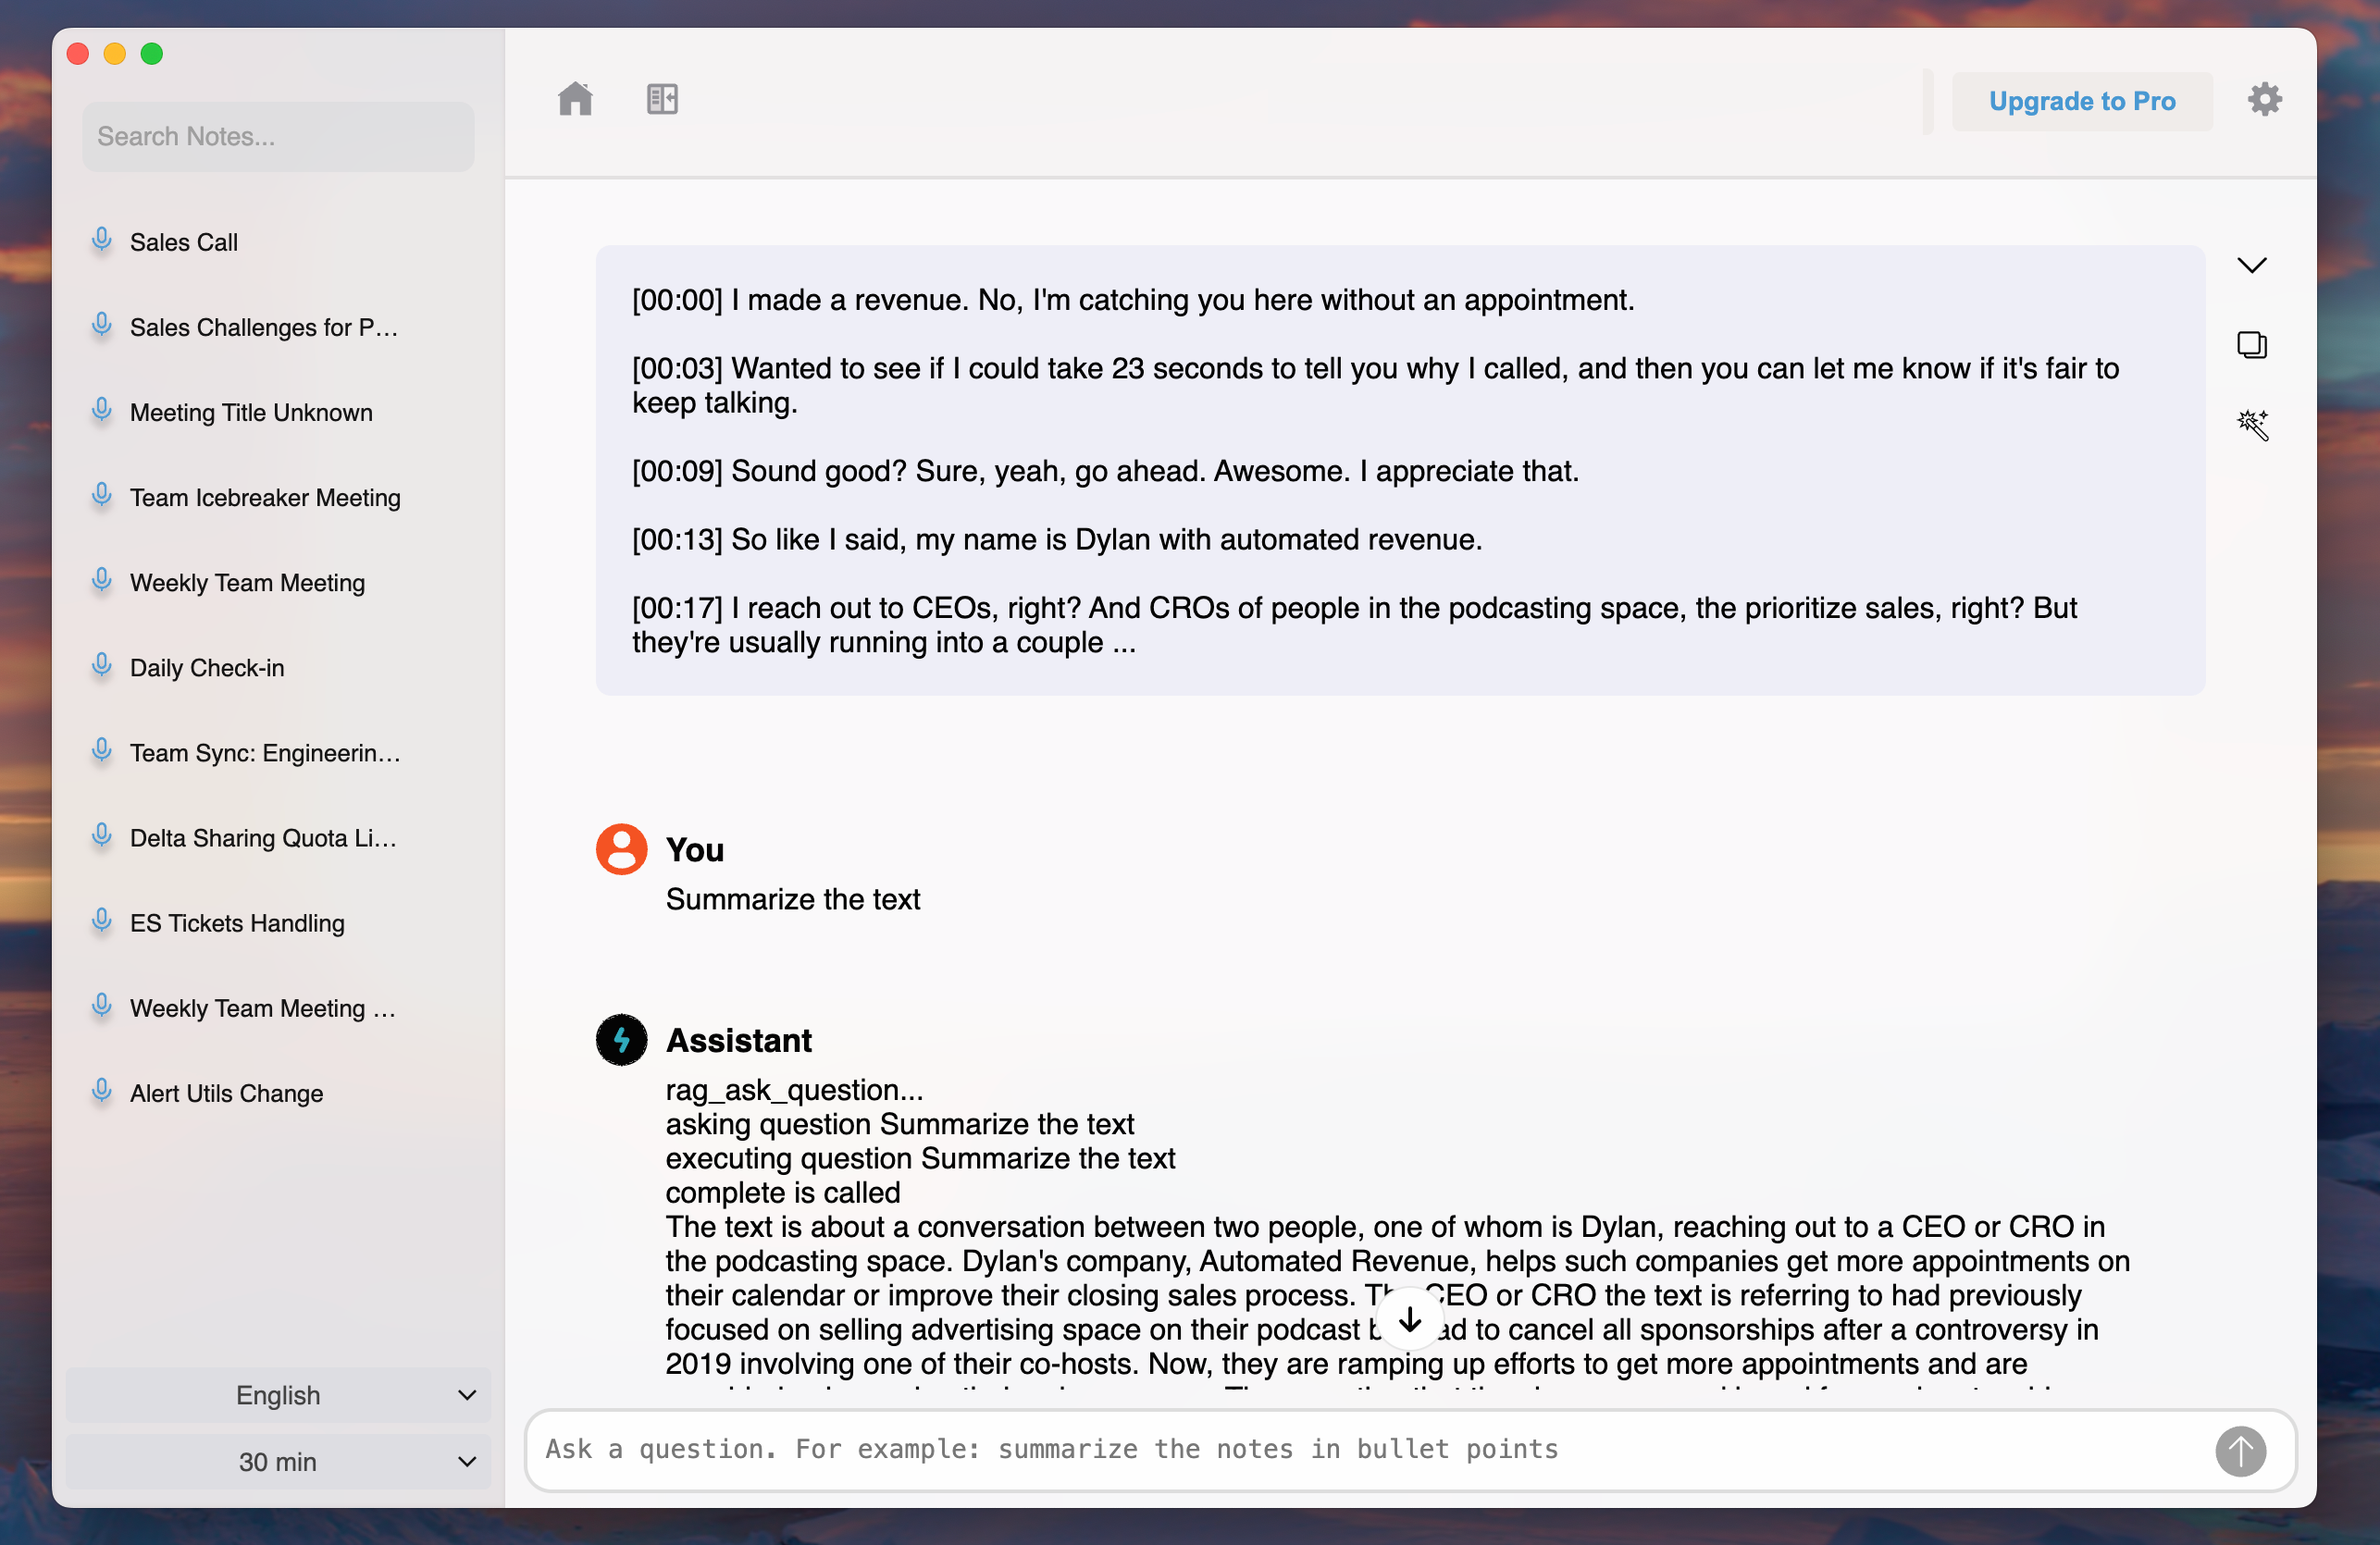 Search Notes...
Sales Call
Sales Challenges for P...
Meeting Title Unknown
Team Icebreaker Meeting
Weekly Team Meeting
Daily Check-in
Team Sync: Engineerin...
Delta Sharing Quota Li...
ES Tickets Handling
Weekly Team Meeting ...
Alert Utils Change
English
30 min
Upgrade to Pro
[00:00] I made a revenue. No, I'm catching you here without an appointment.
[00:03] Wanted to see if I could take 23 seconds to tell you why I called, and then you can let me know if it's fair to
keep talking.
[00:09] Sound good? Sure, yeah, go ahead. Awesome. I appreciate that.
[00:13] So like I said, my name is Dylan with automated revenue.
[00:17] I reach out to CEOs, right? And CROs of people in the podcasting space, the prioritize sales, right? But
they're usually running into a couple ...
You
Summarize the text
Assistant
rag_ask_question...
asking question Summarize the text
executing question Summarize the text
complete is called
The text is about a conversation between two people, one of whom is Dylan, reaching out to a CEO or CRO in
the podcasting space. Dylan's company, Automated Revenue, helps such companies get more appointments on
their calendar or improve their closing sales process. The CEO or CRO the text is referring to had previously
focused on selling advertising space on their podcast to cancel all sponsorships after a controversy in
2019 involving one of their co-hosts. Now, they are ramping up efforts to get more appointments and are
Ask a question. For example: summarize the notes in bullet points